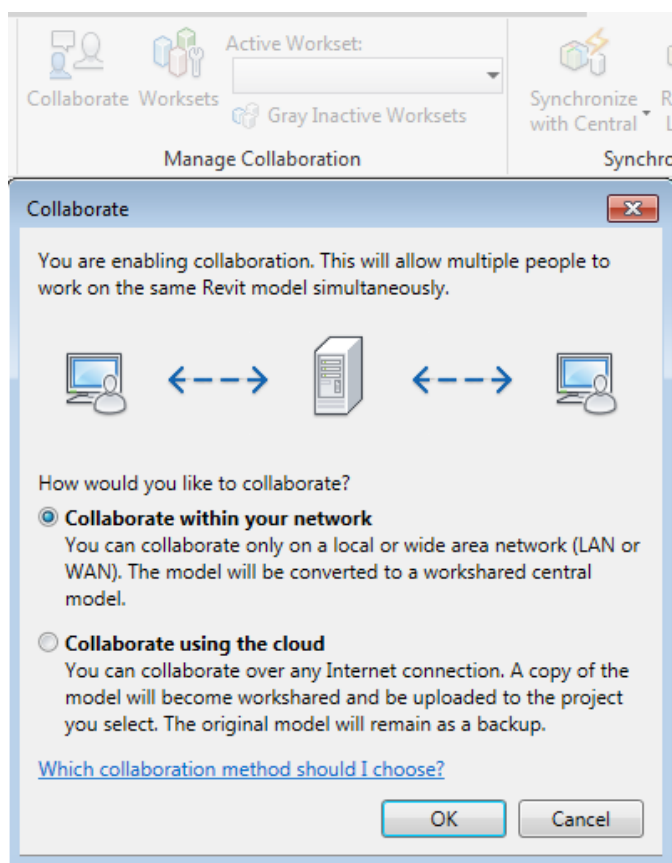 Active Workset:
Collaborate Worksets
Gray Inactive Worksets
Synchronize
with Central
Manage Collaboration
Collaborate
You are enabling collaboration. This will allow multiple people to
work on the same Revit model simultaneously.
How would you like to collaborate?
Collaborate within your network
You can collaborate only on a local or wide area network (LAN or
WAN). The model will be converted to a workshared central
model.
Collaborate using the cloud
You can collaborate over any Internet connection. A copy of the
model will become workshared and be uploaded to the project
you select. The original model will remain as a backup.
Which collaboration method should I choose?
OK Cancel